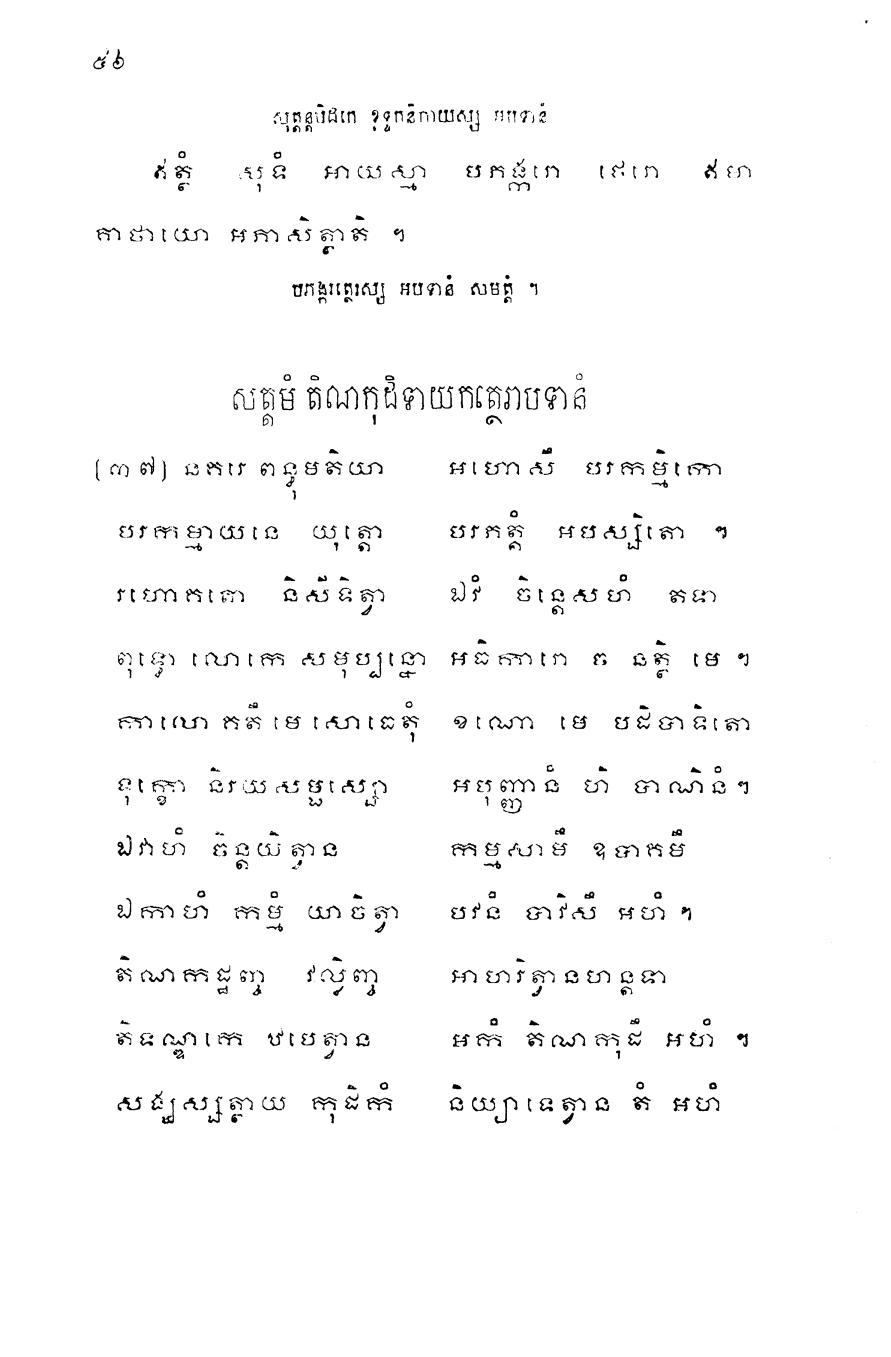 ៥៦
សុត្តន្តបិដកេ ខុទ្ទកនិកាយស្ស អបទានំ
ឥត្ថំ សុទំ អាយស្មា បភង្ករោ ថេរោ ឥមា
គាថាយោ អភាសិត្ថាតិ ។
បភង្ករត្ថេរស្ស អបទានំ សមត្តំ ។
សត្តមំ តិណកុដិទាយកត្ថេរាបទានំ
(៣៧) នគរេ ពន្ធុមតិយា អហោសឹ បរកម្មិកោ
បរកម្មាយនេ យុត្តោ បរភត្តំ អបស្សិតោ ។
រហោគតោ និសីទិត្វា ឯវំ ចិន្តេសហំ តទា
ពុទ្ធោ លោកេ សមុប្បន្នោ អធិការោ ច នត្ថិ មេ ។
កាលោ គតឹ មេ សោធេតុំ ខណោ មេ បដិបាទិតោ
ទុក្ខោ និរយសម្ផស្សោ អបុញ្ញានំ ហិ បាណិនំ។
ឯវាហំ ចិន្តយិត្វាន កម្មសាមឹ ឧបាគមឹ
ឯកាហំ កម្មំ យាចិត្វា បវនំ បាវិសឹ អហំ ។
តិណកដ្ឋញ្ច វល្លិញ្ច អាហរិត្វានហន្តទា
តិទណ្ឌកេ ឋបេត្វាន អកំ តិណកុដឹ អហំ ។
សង្ឃស្សត្ថាយ កុដិកំ និយ្យាទេត្វាន តំ អហំ